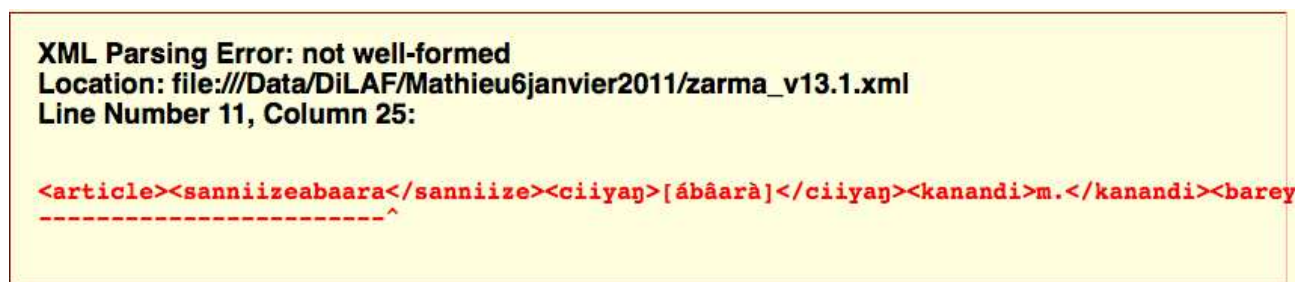 XML Parsing Error: not well-formed
Location: file:///Data/DiLAF/Mathieu6janvier2011/zarma_v13.1.xml
Line Number 11, Column 25:
<article><sanniizeabaara</sanniize><ciiyaŋ>[ábâarà]</ciiyaŋ><kanandi>m.</kanandi><barey
------------------------^